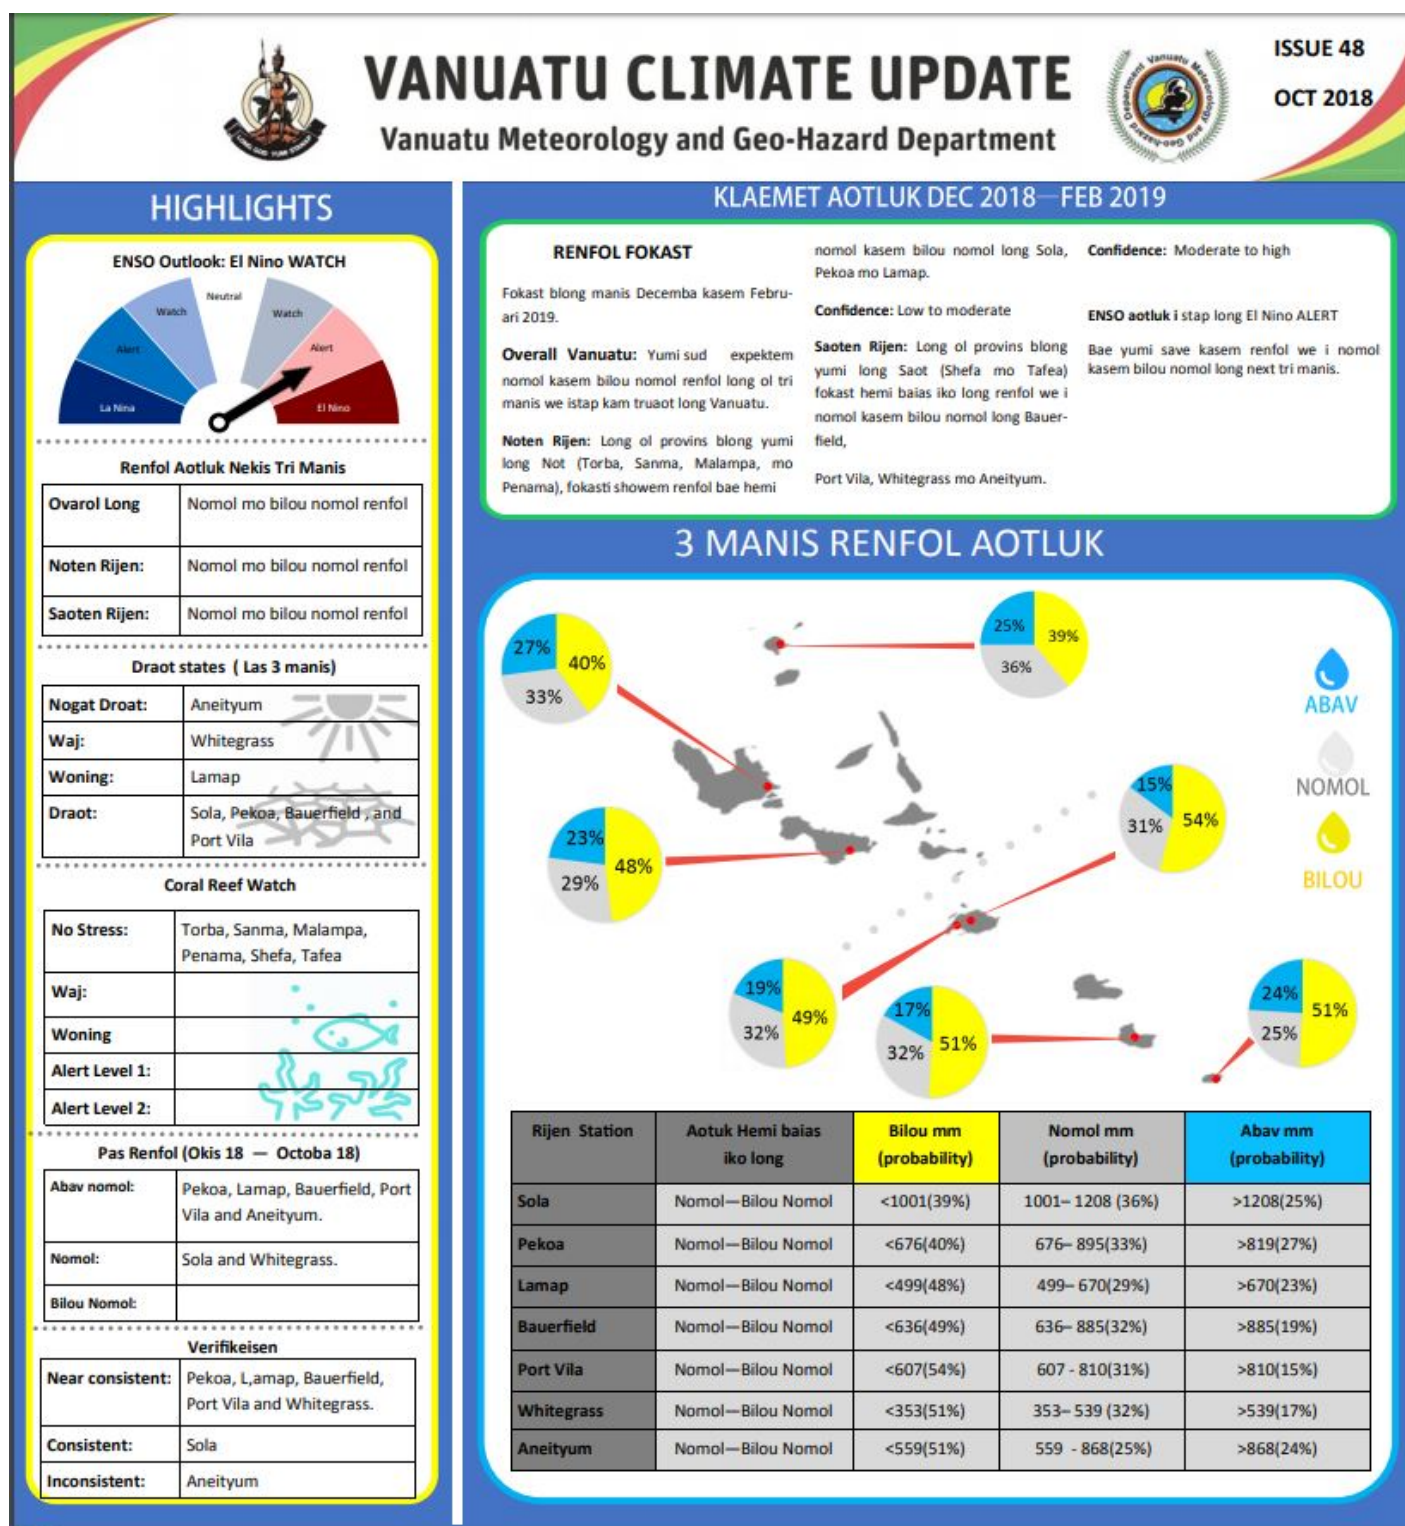 VANUATU CLIMATE UPDATE
Vanuatu Meteorology and Geo-Hazard Department
ISSUE 48
OCT 2018
LONG GOD YUMI STANAP
Vanuatu Meteorology and Geo-hazard Department
HIGHLIGHTS
ENSO Outlook: El Nino WATCH
Neutral
Watch
Watch
Alert
Alert
La Nina
El Nino
Renfol Aotluk Nekis Tri Manis
Ovarol Long Nomol mo bilou nomol renfol
Noten Rijen: Nomol mo bilou nomol renfol
Saoten Rijen: Nomol mo bilou nomol renfol
Draot states ( Las 3 manis)
Nogat Droat: Aneityum
Waj: Whitegrass
Woning: Lamap
Draot: Sola, Pekoa, Bauerfield , and
Port Vila
Coral Reef Watch
No Stress: Torba, Sanma, Malampa,
Penama, Shefa, Tafea
Waj:
Woning
Alert Level 1:
Alert Level 2:
Pas Renfol (Okis 18 — Octoba 18)
Abav nomol: Pekoa, Lamap, Bauerfield, Port
Vila and Aneityum.
Nomol: Sola and Whitegrass.
Bilou Nomol:
Verifikeisen
Near consistent: Pekoa, L,amap, Bauerfield,
Port Vila and Whitegrass.
Consistent: Sola
Inconsistent: Aneityum
KLAEMET AOTLUK DEC 2018—FEB 2019
RENFOL FOKAST
Fokast blong manis Decemba kasem Febru-
ari 2019.
Overall Vanuatu: Yumi sud expektem
nomol kasem bilou nomol renfol long ol tri
manis we istap kam truaot long Vanuatu.
Noten Rijen: Long ol provins blong yumi
long Not (Torba, Sanma, Malampa, mo
Penama), fokasti showem renfol bae hemi
nomol kasem bilou nomol long Sola,
Pekoa mo Lamap.
Confidence: Low to moderate
Saoten Rijen: Long ol provins blong
yumi long Saot (Shefa mo Tafea)
fokast hemi baias iko long renfol we i
nomol kasem bilou nomol long Bauer-
field,
Port Vila, Whitegrass mo Aneityum.
Confidence: Moderate to high
ENSO aotluk i stap long El Nino ALERT
Bae yumi save kasem renfol we i nomol
kasem bilou nomol long next tri manis.
3 MANIS RENFOL AOTLUK
27%
40%
33%
25%
39%
36%
ABAV
NOMOL
BILOU
15%
31%
54%
23%
48%
29%
19%
49%
32%
17%
51%
32%
24%
51%
25%
Rijen Station Aotuk Hemi baias Bilou mm Nomol mm Abav mm
iko long (probability) (probability) (probability)
Sola Nomol—Bilou Nomol <1001(39%) 1001– 1208 (36%) >1208(25%)
Pekoa Nomol—Bilou Nomol <676(40%) 676– 895(33%) >819(27%)
Lamap Nomol—Bilou Nomol <499(48%) 499– 670(29%) >670(23%)
Bauerfield Nomol—Bilou Nomol <636(49%) 636– 885(32%) >885(19%)
Port Vila Nomol—Bilou Nomol <607(54%) 607 - 810(31%) >810(15%)
Whitegrass Nomol—Bilou Nomol <353(51%) 353– 539 (32%) >539(17%)
Aneityum Nomol—Bilou Nomol <559(51%) 559 - 868(25%) >868(24%)